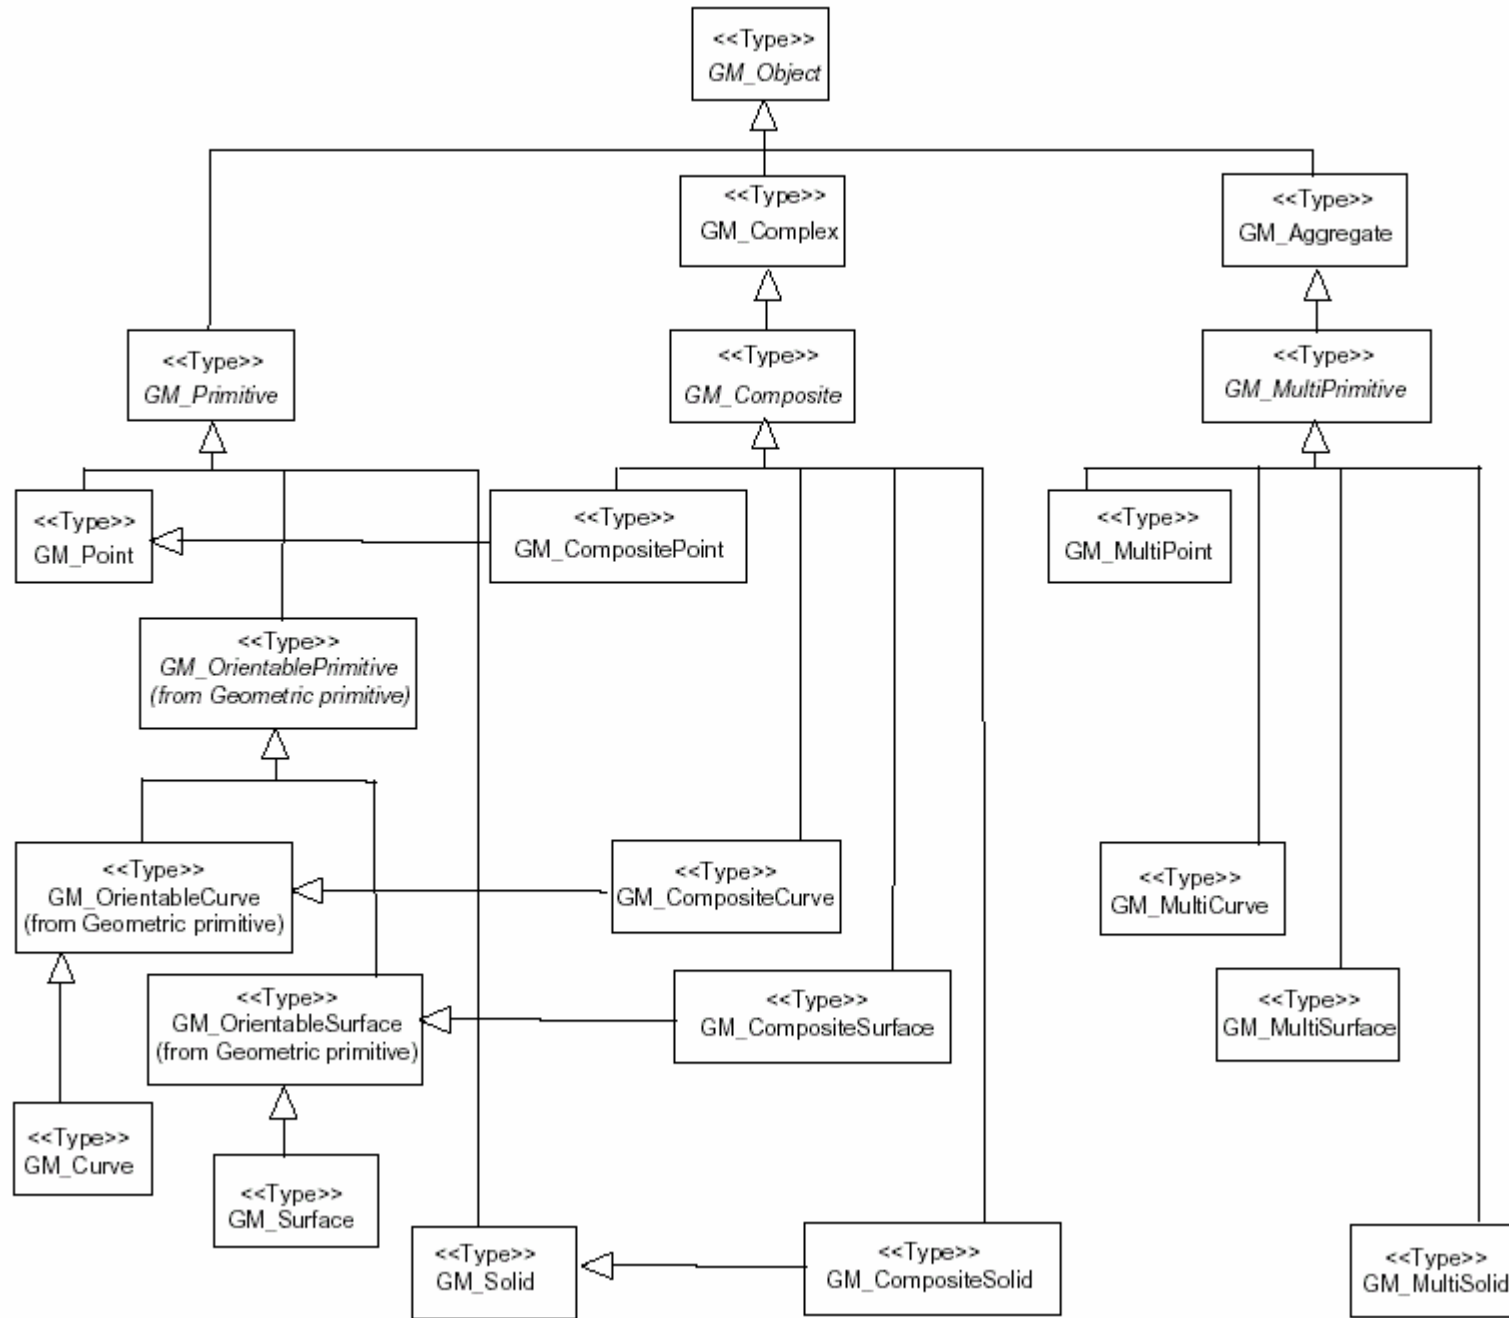 <<Type>>
GM_Object
<<Type>>
GM_Complex
<<Type>>
GM_Aggregate
<<Type>>
GM_Primitive
<<Type>>
GM_Composite
<<Type>>
GM_MultiPrimitive
<<Type>>
GM_Point
<<Type>>
GM_CompositePoint
<<Type>>
GM_MultiPoint
<<Type>>
GM_OrientablePrimitive
(from Geometric primitive)
<<Type>>
GM_OrientableCurve
(from Geometric primitive)
<<Type>>
GM_CompositeCurve
<<Type>>
GM_MultiCurve
<<Type>>
GM_OrientableSurface
(from Geometric primitive)
<<Type>>
GM_CompositeSurface
<<Type>>
GM_MultiSurface
<<Type>>
GM_Curve
<<Type>>
GM_Surface
<<Type>>
GM_Solid
<<Type>>
GM_CompositeSolid
<<Type>>
GM_MultiSolid